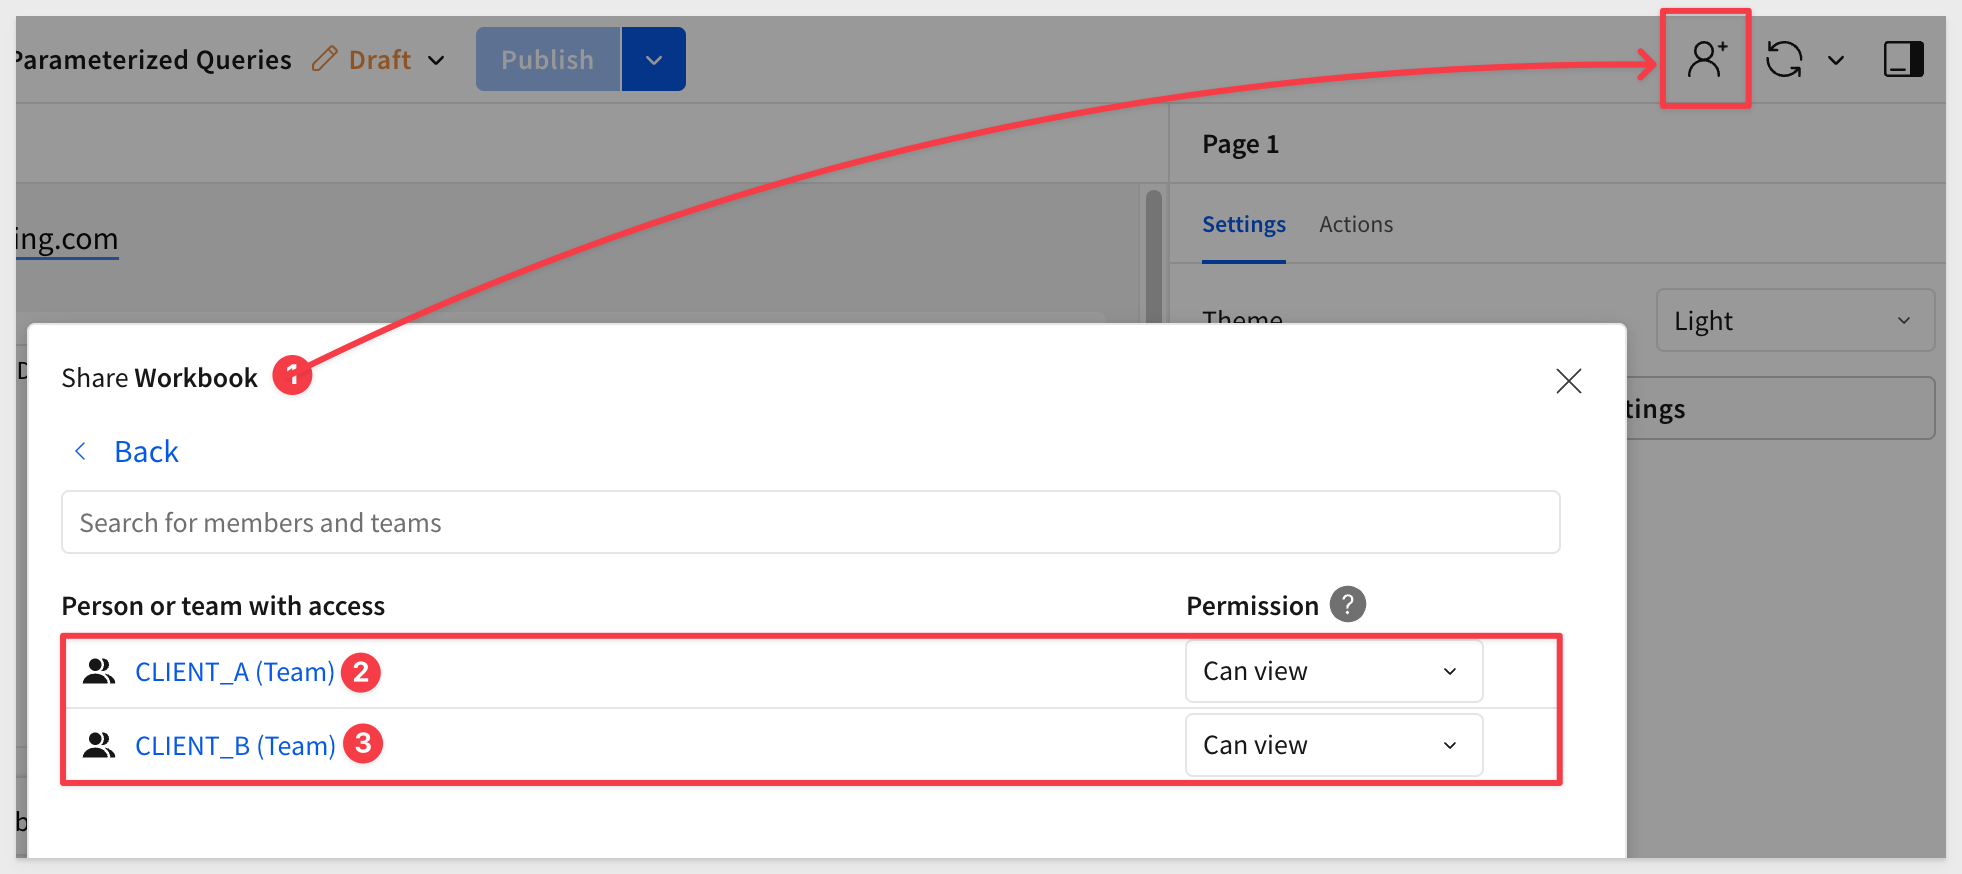 Parameterized Queries Draft Publish
Page 1
ing.com
Settings Actions
Theme Light
Share Workbook 1
tings
Back
Search for members and teams
Person or team with access Permission ?
CLIENT_A (Team) 2 Can view
CLIENT_B (Team) 3 Can view